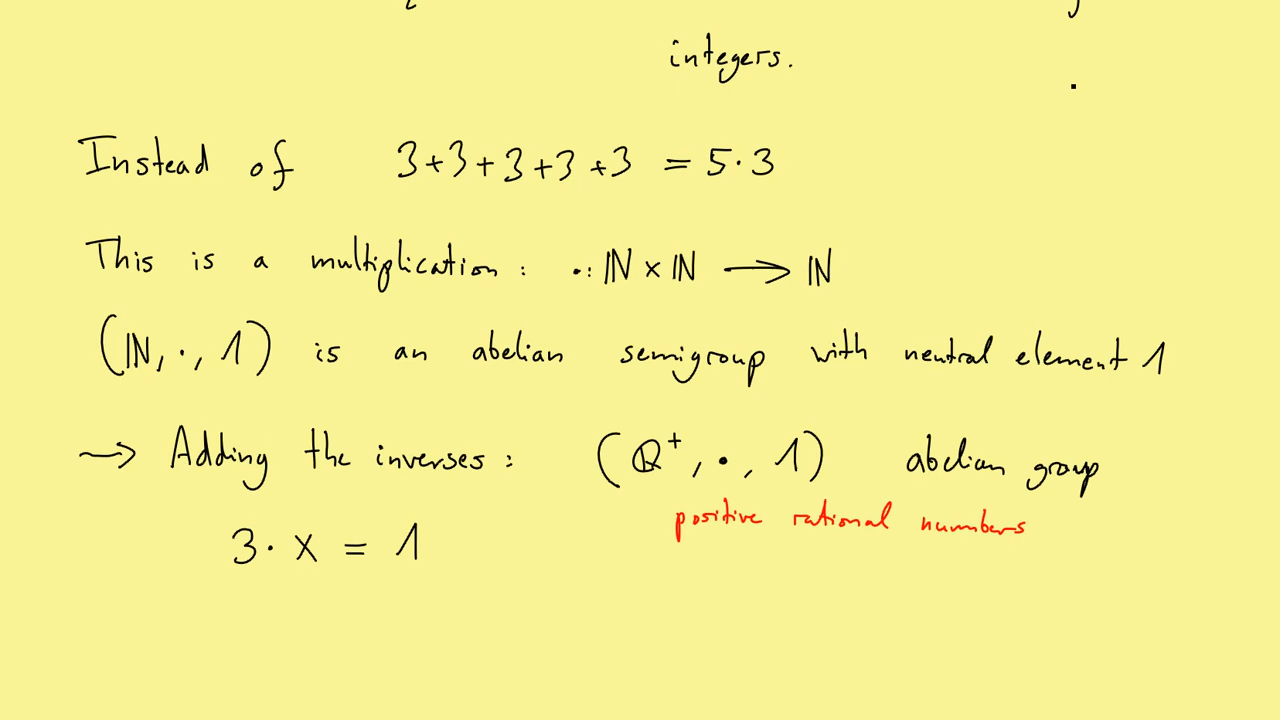 integers.
Instead of 3+3+3+3+3 = 5·3
This is a multiplication: ·: ℕ × ℕ ⟶ ℕ
(ℕ, ·, 1) is an abelian semigroup with neutral element 1
⇝ Adding the inverses: (ℚ⁺, ·, 1) abelian group
positive rational numbers
3 · x = 1